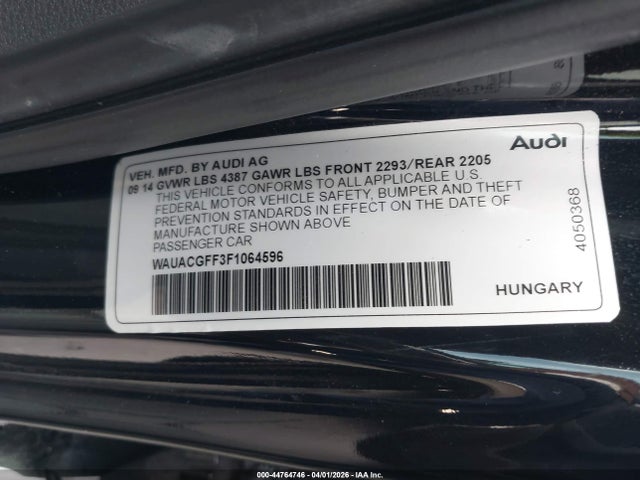 VEH. MFD. BY AUDI AG
Audi
09 14 GVWR LBS 4387 GAWR LBS FRONT 2293/REAR 2205
THIS VEHICLE CONFORMS TO ALL APPLICABLE U.S.
FEDERAL MOTOR VEHICLE SAFETY, BUMPER AND THEFT
PREVENTION STANDARDS IN EFFECT ON THE DATE OF
MANUFACTURE SHOWN ABOVE
PASSENGER CAR
WAUACGFF3F1064596
4050368
HUNGARY
000-44764746 | 04/01/2026 - IAA Inc.